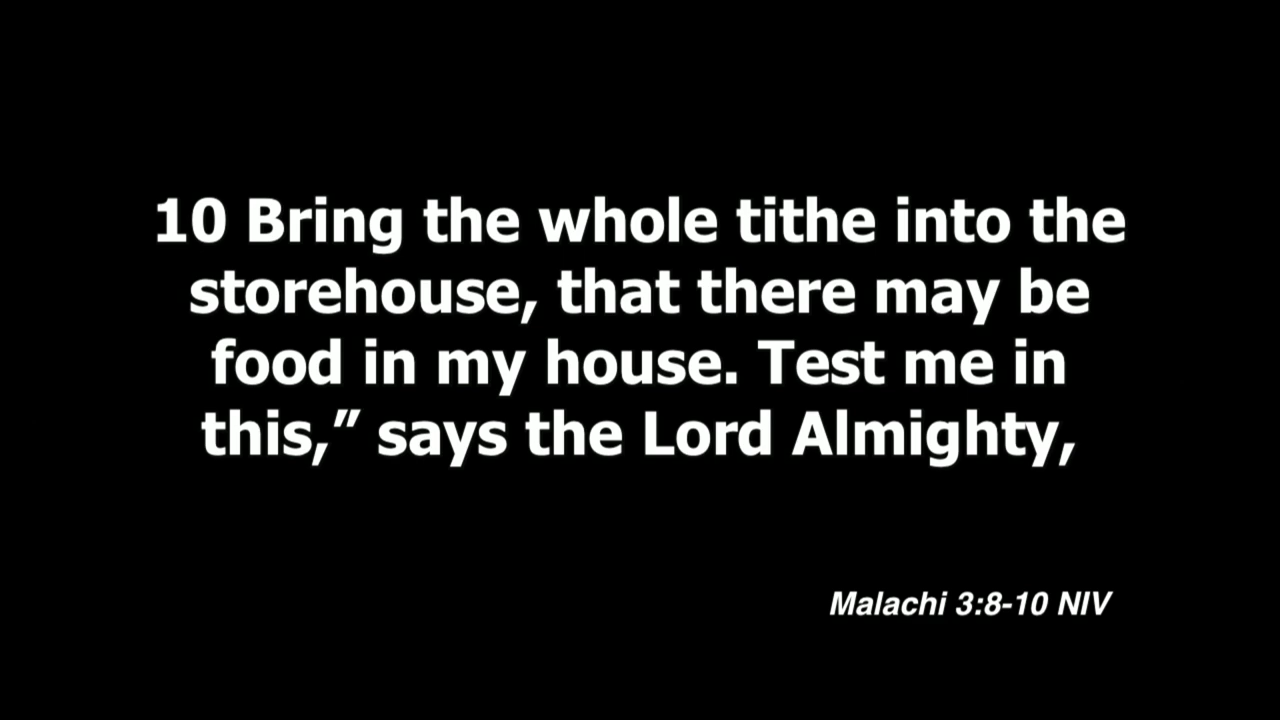 10 Bring the whole tithe into the
storehouse, that there may be
food in my house. Test me in
this,” says the Lord Almighty,
Malachi 3:8-10 NIV